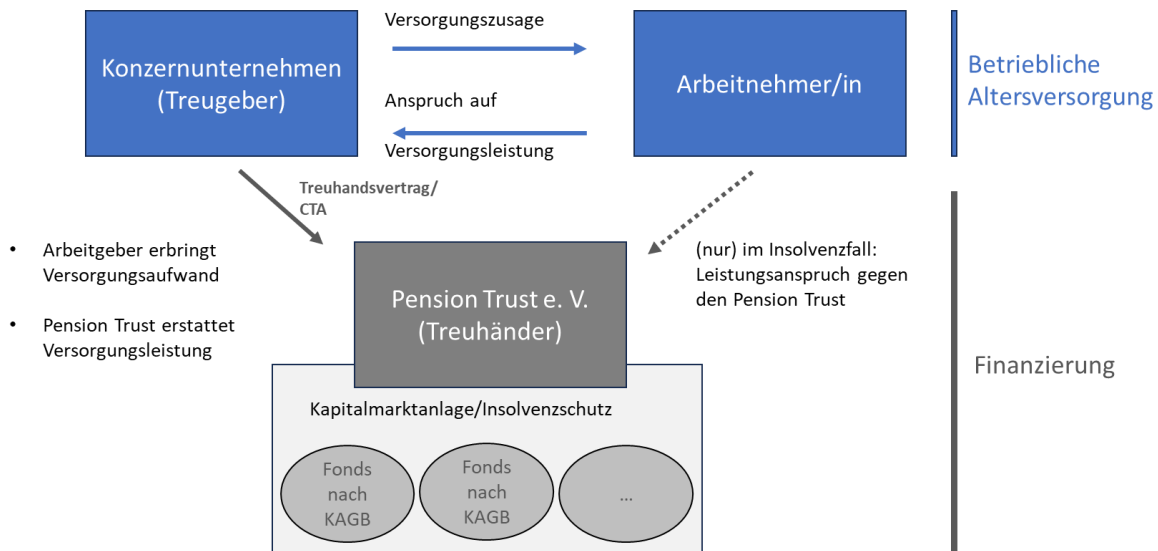 Versorgungszusage
Konzernunternehmen
(Treugeber)
Anspruch auf
Versorgungsleistung
Arbeitnehmer/in
Betriebliche
Altersversorgung
Treuhandsvertrag/
CTA
• Arbeitgeber erbringt
Versorgungsaufwand
• Pension Trust erstattet
Versorgungsleistung
Pension Trust e. V.
(Treuhänder)
(nur) im Insolvenzfall:
Leistungsanspruch gegen
den Pension Trust
Finanzierung
Kapitalmarktanlage/Insolvenzschutz
Fonds
nach
KAGB
Fonds
nach
KAGB
...